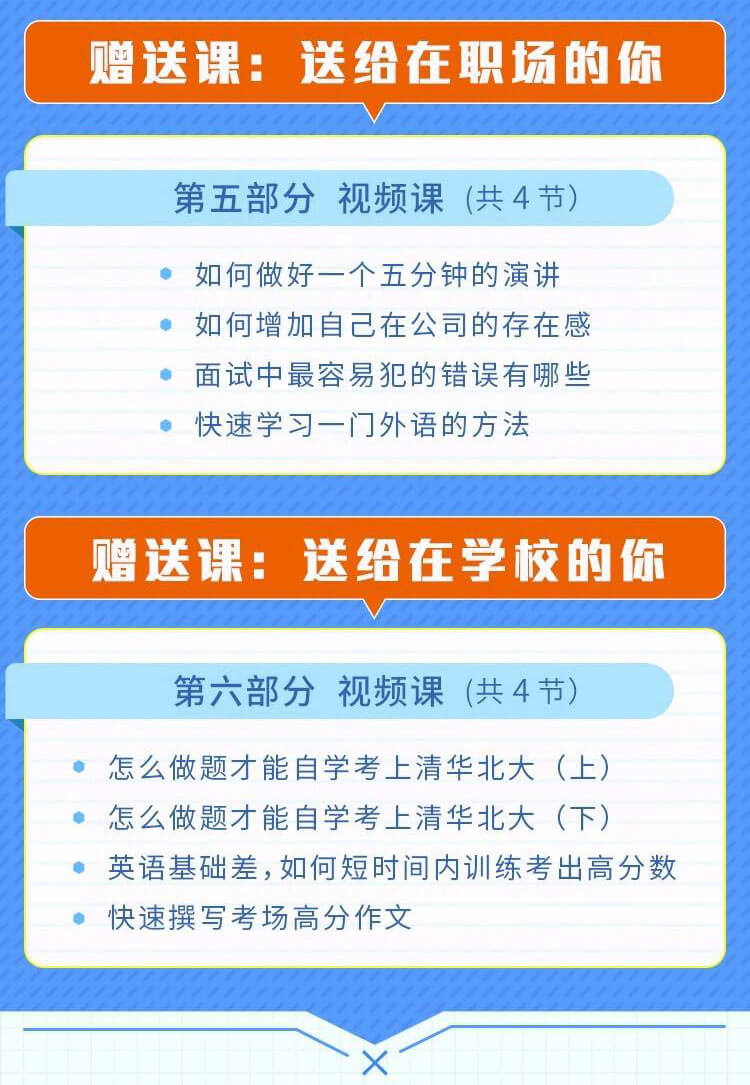 赠送课：送给在职场的你
第五部分 视频课 (共 4 节)
如何做好一个五分钟的演讲
如何增加自己在公司的存在感
面试中最容易犯的错误有哪些
快速学习一门外语的方法
赠送课：送给在学校的你
第六部分 视频课 (共 4 节)
怎么做题才能自学考上清华北大（上）
怎么做题才能自学考上清华北大（下）
英语基础差，如何短时间内训练考出高分数
快速撰写考场高分作文